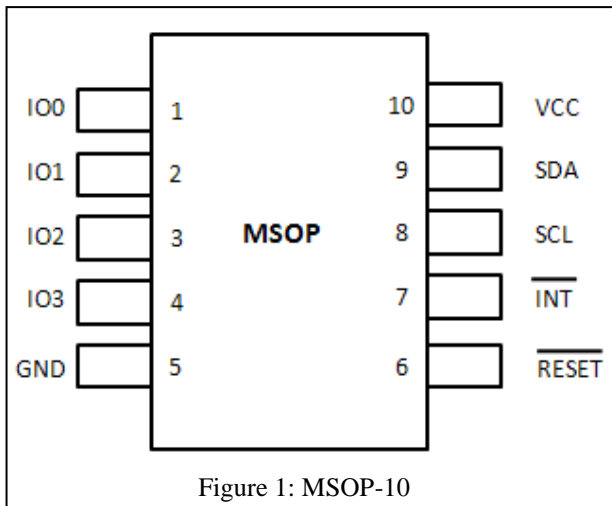 IO0 1 10 VCC
IO1 2 9 SDA
IO2 3 MSOP 8 SCL
IO3 4 7 INT
GND 5 6 RESET
Figure 1: MSOP-10